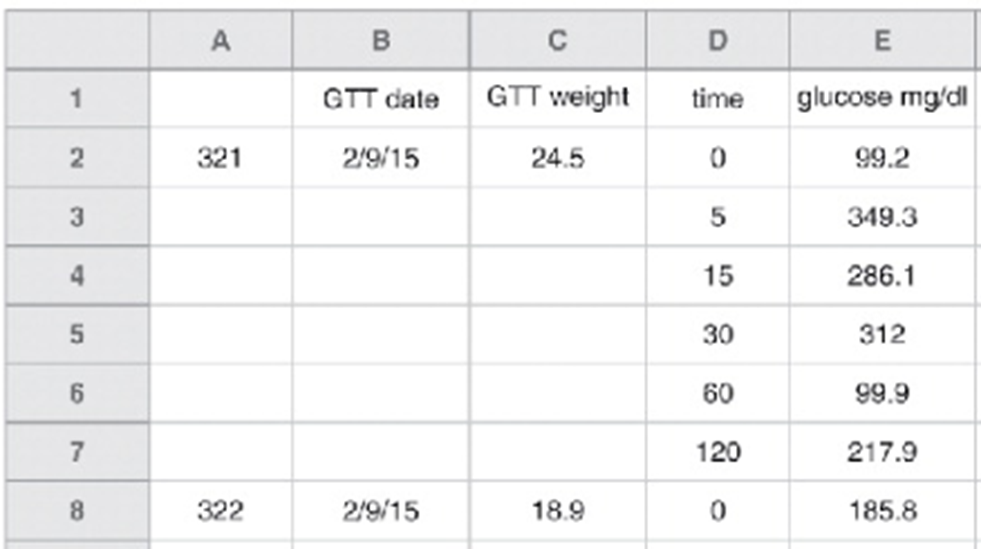 A B C D E
1 GTT date GTT weight time glucose mg/dl
2 321 2/9/15 24.5 0 99.2
3 5 349.3
4 15 286.1
5 30 312
6 60 99.9
7 120 217.9
8 322 2/9/15 18.9 0 185.8